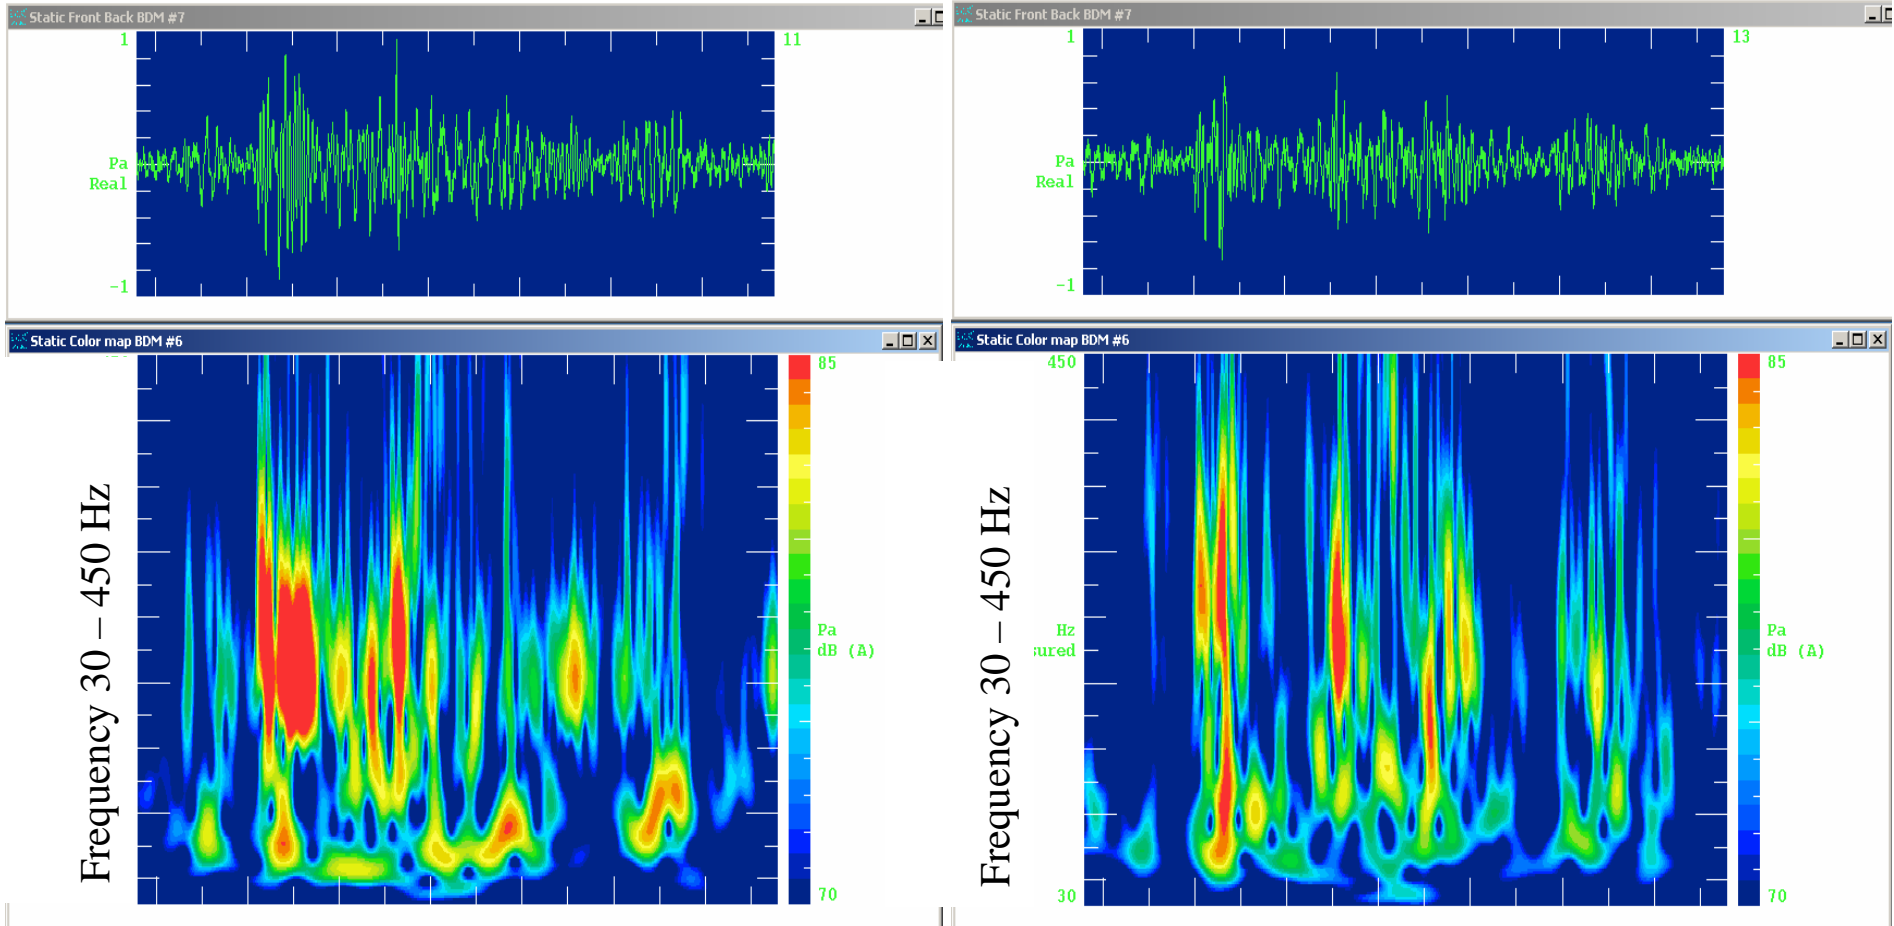 Static Front Back BDM #7
1
11
Pa
Real
-1
Static Front Back BDM #7
1
13
Pa
Real
-1
Static Color map BDM #6
85
Frequency 30 – 450 Hz
Pa
dB (A)
70
Static Color map BDM #6
450
85
Frequency 30 – 450 Hz
Hz
sured
Pa
dB (A)
30
70